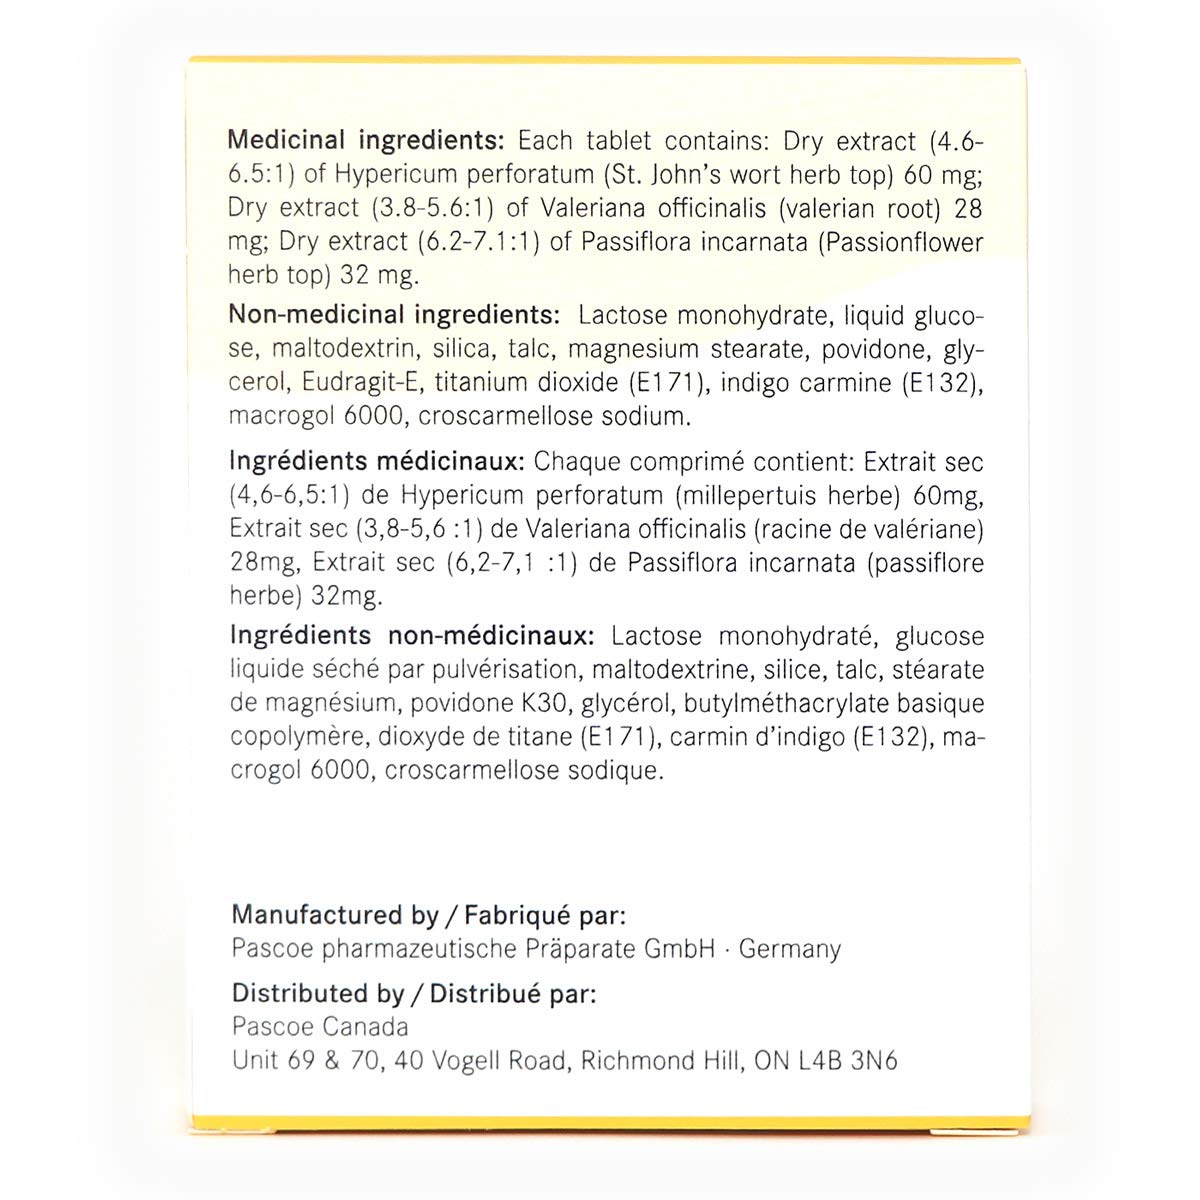 Medicinal ingredients: Each tablet contains: Dry extract (4.6-
6.5:1) of Hypericum perforatum (St. John's wort herb top) 60 mg;
Dry extract (3.8-5.6:1) of Valeriana officinalis (valerian root) 28
mg; Dry extract (6.2-7.1:1) of Passiflora incarnata (Passionflower
herb top) 32 mg.
Non-medicinal ingredients: Lactose monohydrate, liquid gluco-
se, maltodextrin, silica, talc, magnesium stearate, povidone, gly-
cerol, Eudragit-E, titanium dioxide (E171), indigo carmine (E132),
macrogol 6000, croscarmellose sodium.
Ingrédients médicinaux: Chaque comprimé contient: Extrait sec
(4,6-6,5:1) de Hypericum perforatum (millepertuis herbe) 60mg,
Extrait sec (3,8-5,6 :1) de Valeriana officinalis (racine de valériane)
28mg, Extrait sec (6,2-7,1 :1) de Passiflora incarnata (passiflore
herbe) 32mg.
Ingrédients non-médicinaux: Lactose monohydraté, glucose
liquide séché par pulvérisation, maltodextrine, silice, talc, stéarate
de magnésium, povidone K30, glycérol, butylméthacrylate basique
copolymère, dioxyde de titane (E171), carmin d'indigo (E132), ma-
crogol 6000, croscarmellose sodique.
Manufactured by / Fabriqué par:
Pascoe pharmazeutische Präparate GmbH · Germany
Distributed by / Distribué par:
Pascoe Canada
Unit 69 & 70, 40 Vogell Road, Richmond Hill, ON L4B 3N6